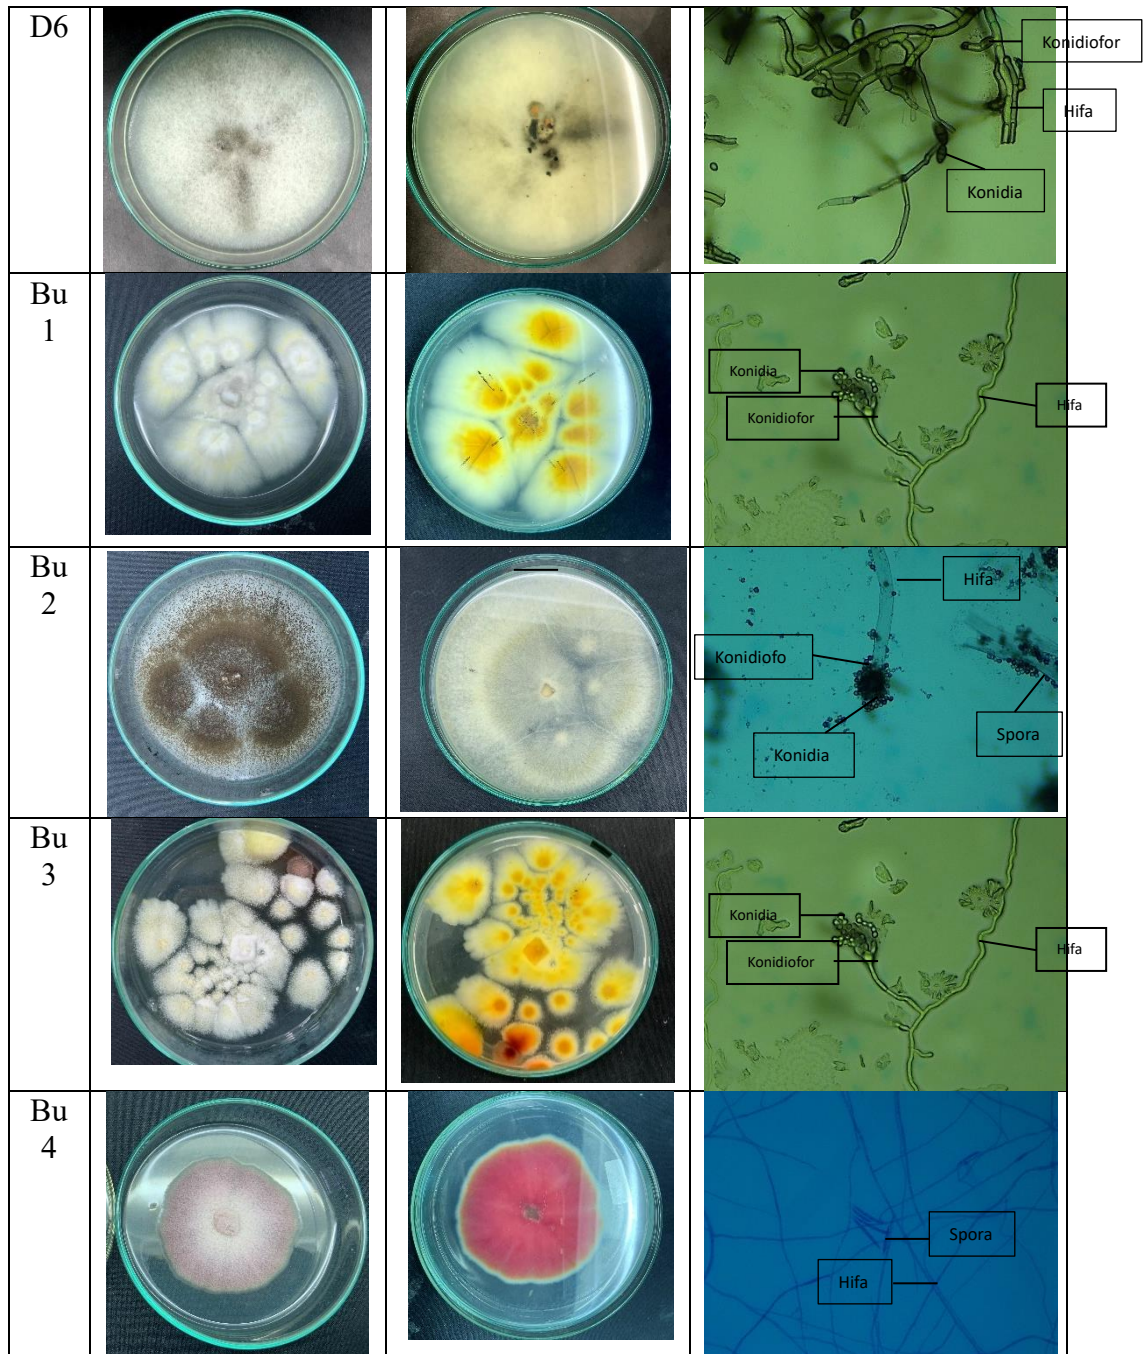 D6
Konidiofor
Hifa
Konidia
Bu
1
Konidia
Konidiofor
Hifa
Bu
2
Hifa
Konidiofo
Konidia
Spora
Bu
3
Konidia
Konidiofor
Hifa
Bu
4
Spora
Hifa